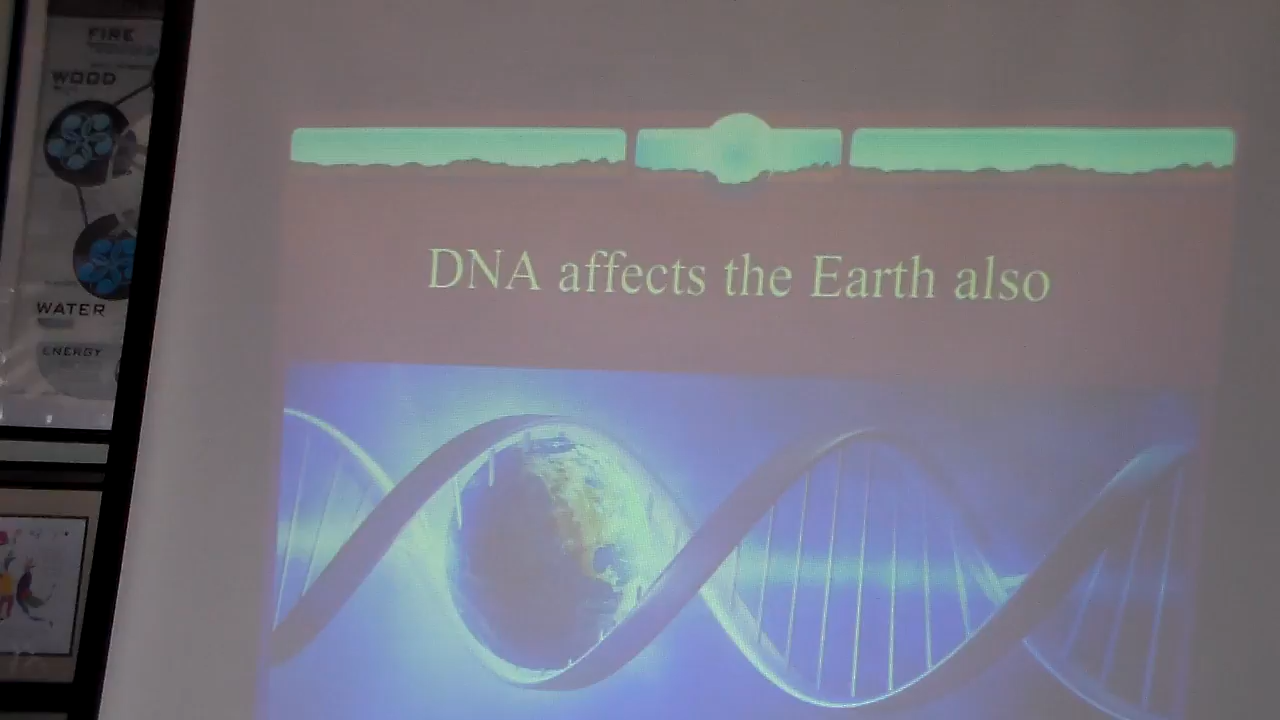 FIRE
WOOD
WATER
ENERGY
DNA affects the Earth also